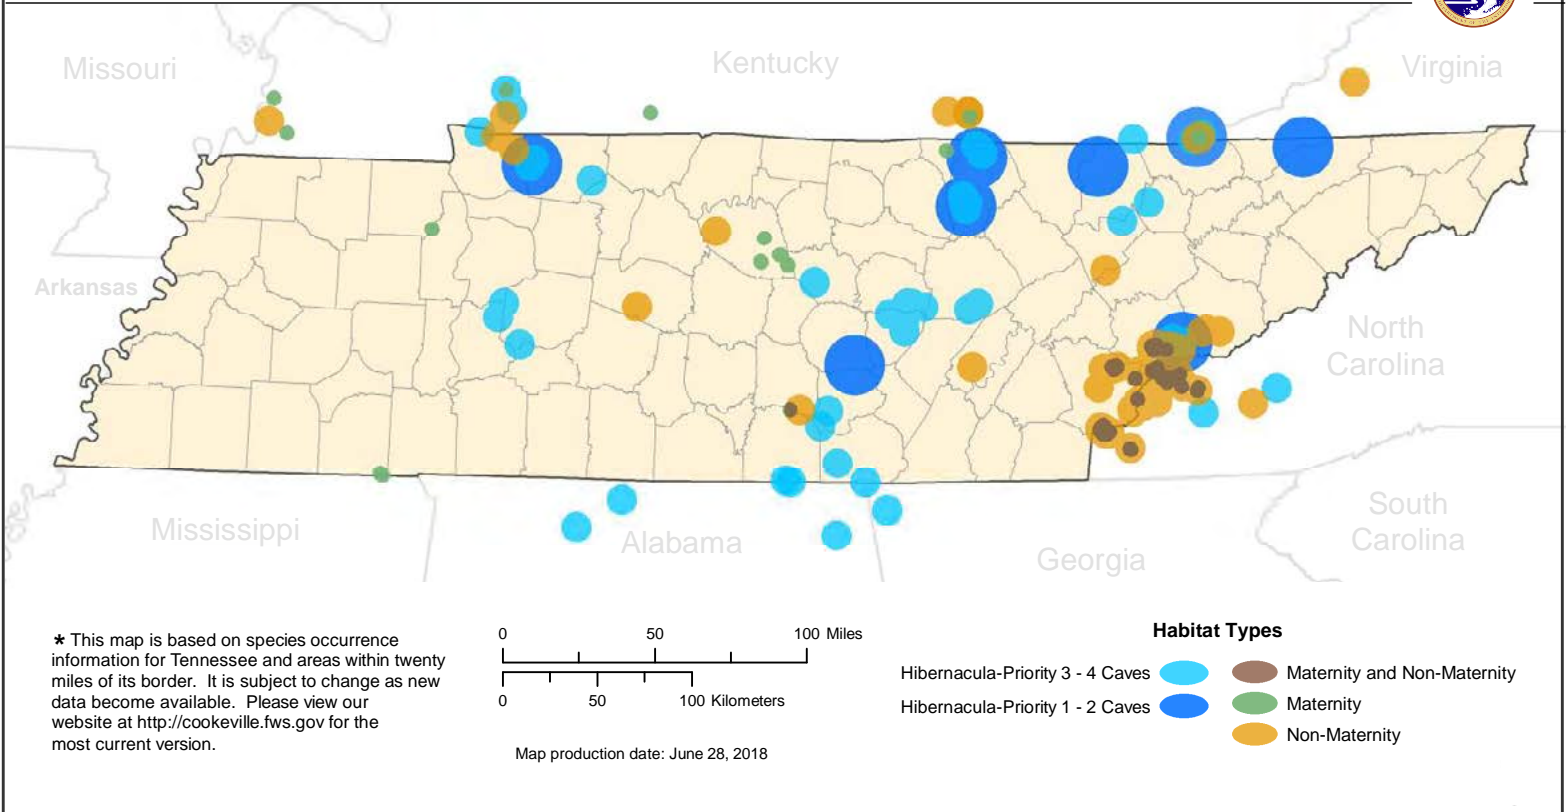 Missouri
Kentucky
Virginia
Arkansas
North
Carolina
Mississippi
Alabama
Georgia
South
Carolina
* This map is based on species occurrence
information for Tennessee and areas within twenty
miles of its border. It is subject to change as new
data become available. Please view our
website at http://cookeville.fws.gov for the
most current version.
0 50 100 Miles
0 50 100 Kilometers
Map production date: June 28, 2018
Habitat Types
Hibernacula-Priority 3 - 4 Caves
Hibernacula-Priority 1 - 2 Caves
Maternity and Non-Maternity
Maternity
Non-Maternity